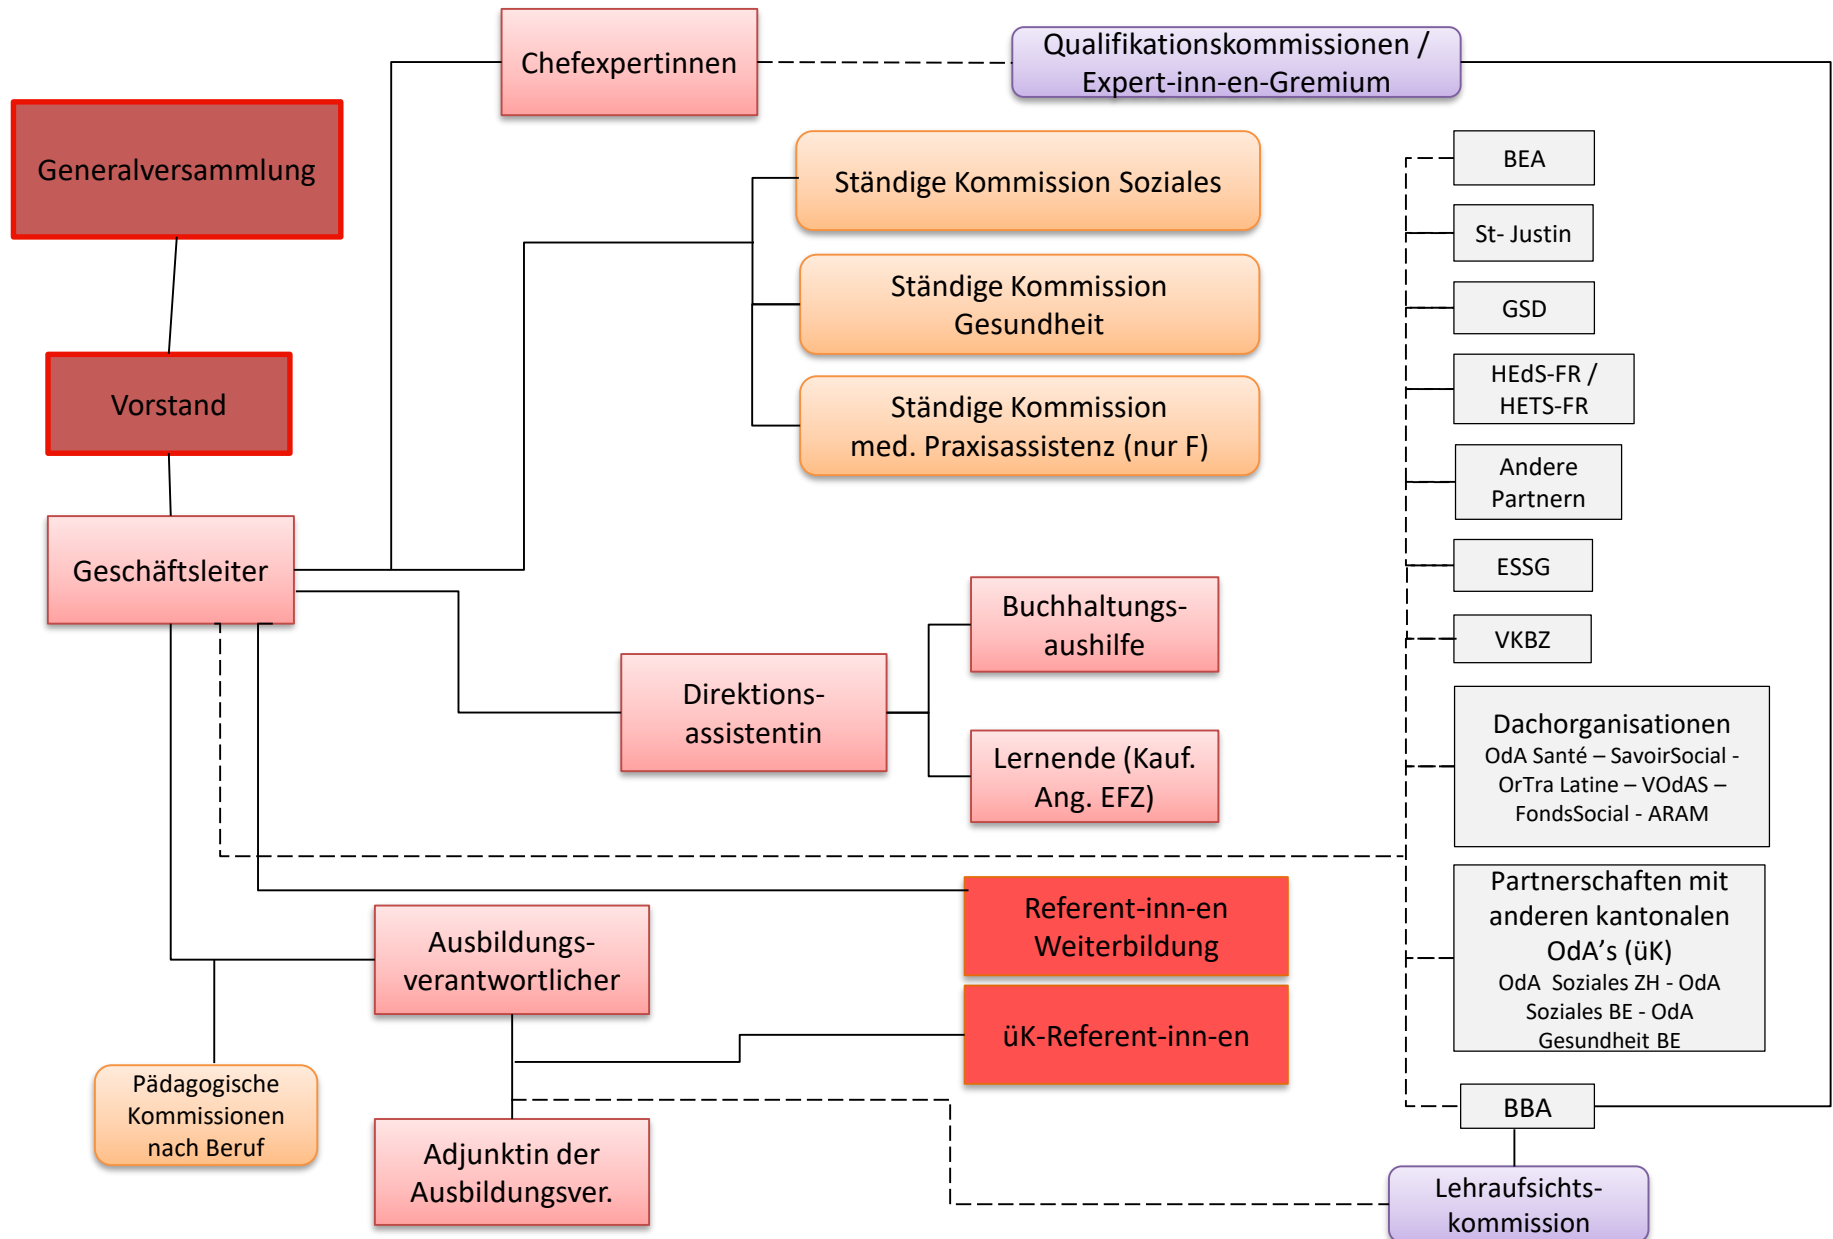 Chefexpertinnen
Qualifikationskommissionen /
Expert-inn-en-Gremium
Generalversammlung
Ständige Kommission Soziales
Ständige Kommission
Gesundheit
Ständige Kommission
med. Praxisassistenz (nur F)
Vorstand
Geschäftsleiter
Buchhaltungs-
aushilfe
Direktions-
assistentin
Lernende (Kauf.
Ang. EFZ)
Referent-inn-en
Weiterbildung
Ausbildungs-
verantwortlicher
üK-Referent-inn-en
Pädagogische
Kommissionen
nach Beruf
Adjunktin der
Ausbildungsver.
BEA
St- Justin
GSD
HEdS-FR /
HETS-FR
Andere
Partnern
ESSG
VKBZ
Dachorganisationen
OdA Santé – SavoirSocial -
OrTra Latine – VOdAS –
FondsSocial - ARAM
Partnerschaften mit
anderen kantonalen
OdA’s (üK)
OdA  Soziales ZH - OdA
Soziales BE - OdA
Gesundheit BE
BBA
Lehraufsichts-
kommission